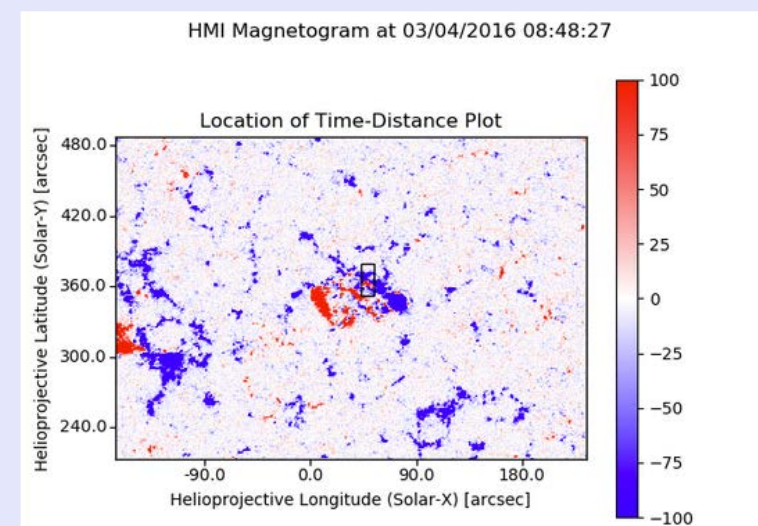 HMI Magnetogram at 03/04/2016 08:48:27
Location of Time-Distance Plot
Helioprojective Latitude (Solar-Y) [arcsec]
480.0
420.0
360.0
300.0
240.0
-90.0 0.0 90.0 180.0
Helioprojective Longitude (Solar-X) [arcsec]
100
75
50
25
0
−25
−50
−75
−100